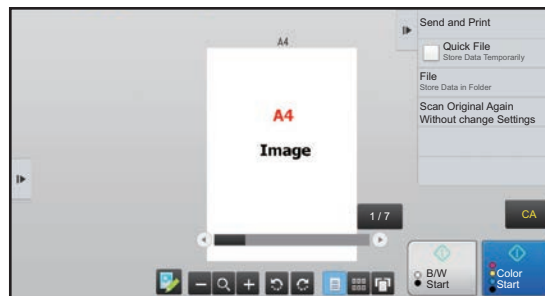 A4
A4
Image
1 / 7
Send and Print
Quick File
Store Data Temporarily
File
Store Data in Folder
Scan Original Again
Without change Settings
CA
B/W
Start
Color
Start